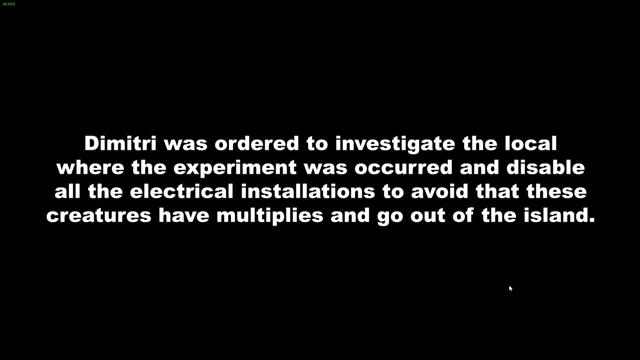 Dimitri was ordered to investigate the local
where the experiment was occurred and disable
all the electrical installations to avoid that these
creatures have multiplies and go out of the island.